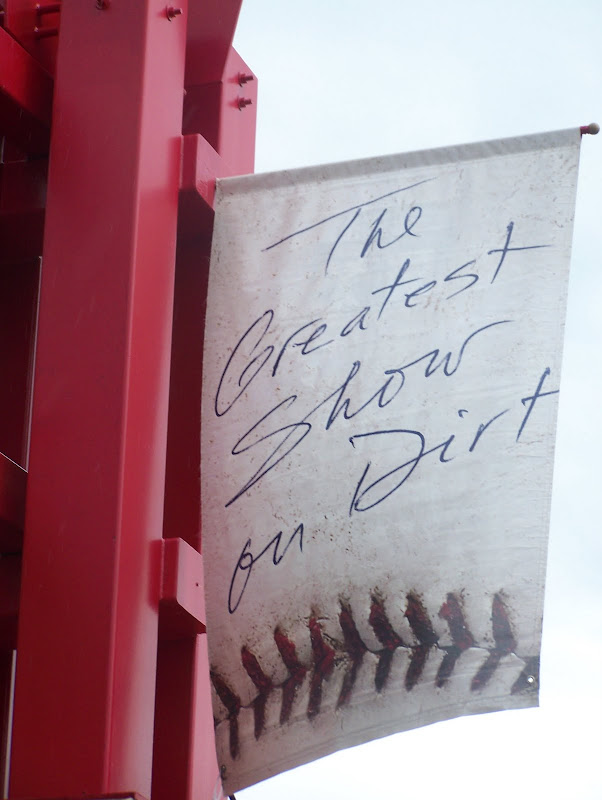 The
Greatest
Show
on Dirt